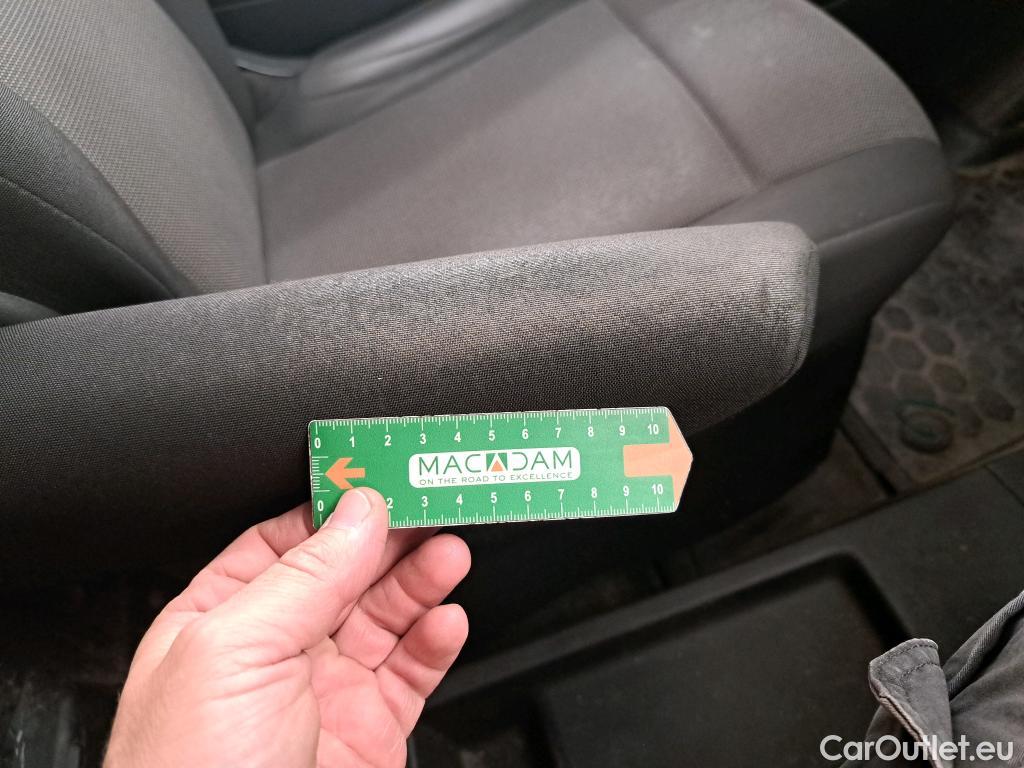 0 1 2 3 4 5 6 7 8 9 10
MACADAM
ON THE ROAD TO EXCELLENCE
0 2 3 4 5 6 7 8 9 10
CarOutlet.eu